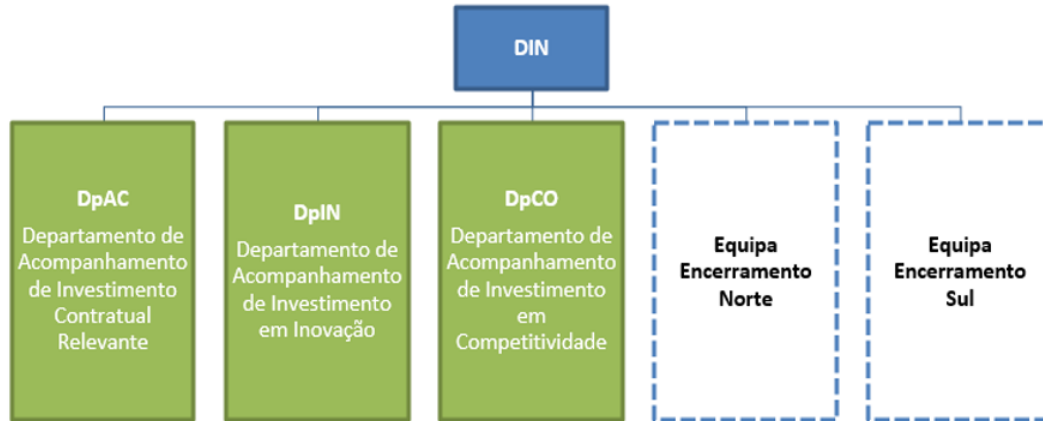 DIN
DpAC
Departamento de
Acompanhamento
de Investimento
Contratual
Relevante
DpIN
Departamento de
Acompanhamento
de Investimento
em Inovação
DpCO
Departamento de
Acompanhamento
de Investimento
em
Competitividade
Equipa
Encerramento
Norte
Equipa
Encerramento
Sul